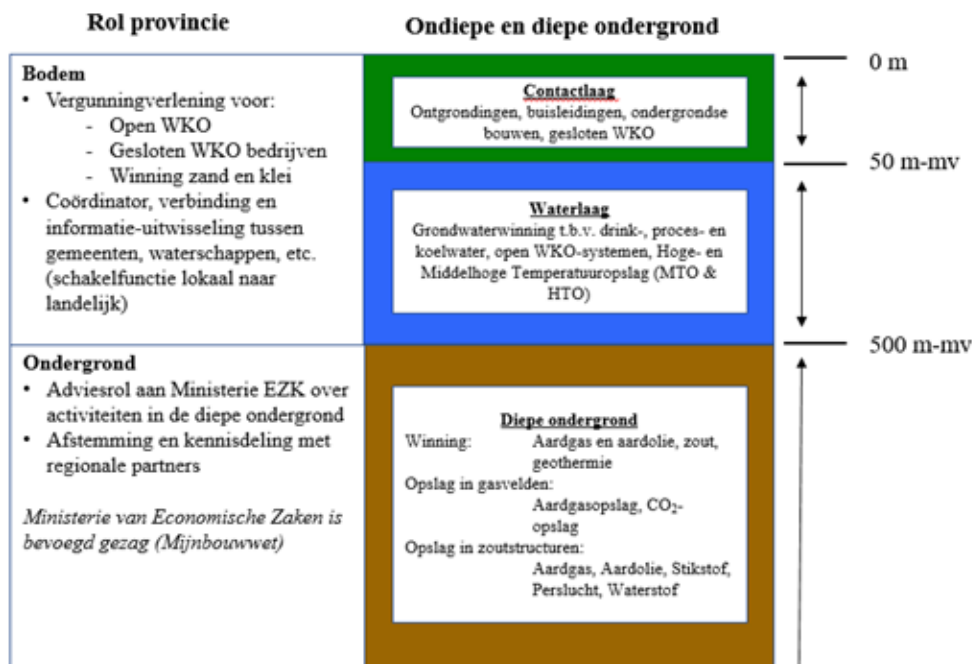 Rol provincie
Ondiepe en diepe ondergrond
Bodem
• Vergunningverlening voor:
- Open WKO
- Gesloten WKO bedrijven
- Winning zand en klei
• Coördinator, verbinding en
informatie-uitwisseling tussen
gemeenten, waterschappen, etc.
(schakelfunctie lokaal naar
landelijk)
Ondergrond
• Adviesrol aan Ministerie EZK over
activiteiten in de diepe ondergrond
• Afstemming en kennisdeling met
regionale partners
Ministerie van Economische Zaken is
bevoegd gezag (Mijnbouwwet)
Contactlaag
Ontgrondingen, buisleidingen, ondergrondse
bouwen, gesloten WKO
Waterlaag
Grondwaterwinning t.b.v. drink-, proces- en
koelwater, open WKO-systemen, Hoge- en
Middelhoge Temperatuuropslag (MTO &
HTO)
Diepe ondergrond
Winning: Aardgas en aardolie, zout,
geothermie
Opslag in gasvelden:
Aardgasopslag, CO₂-
opslag
Opslag in zoutstructuren:
Aardgas, Aardolie, Stikstof,
Perslucht, Waterstof
0 m
50 m-mv
500 m-mv